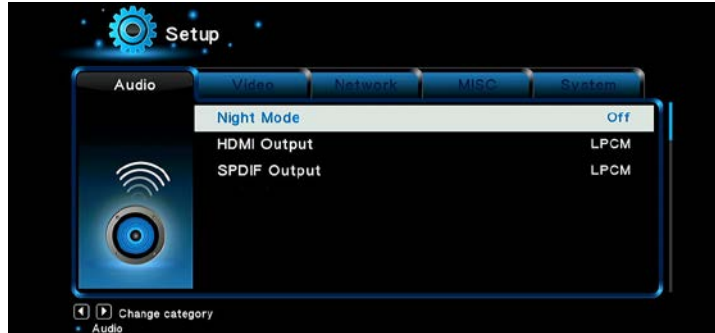 Setup
Audio Video Network MISC System
Night Mode Off
HDMI Output LPCM
SPDIF Output LPCM
Change category
Audio